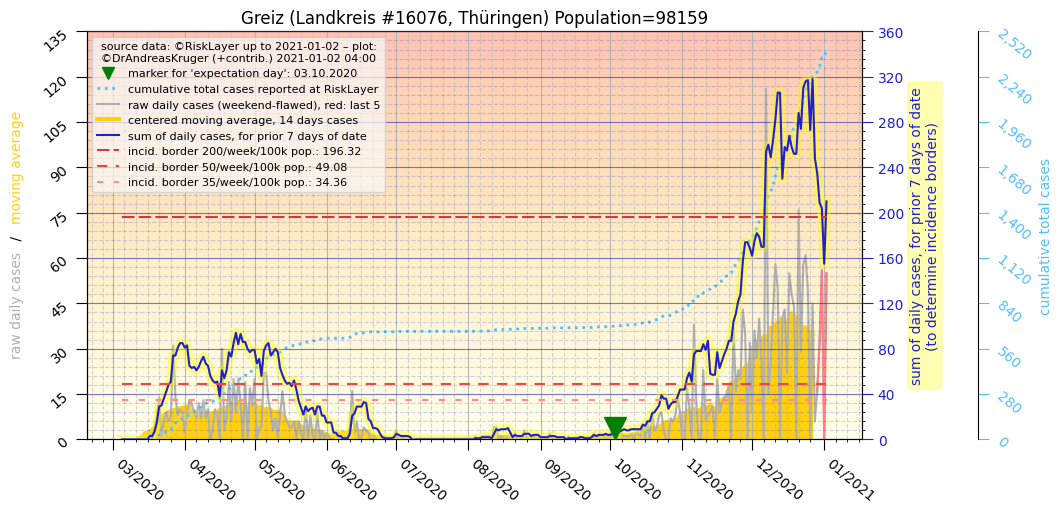 Greiz (Landkreis #16076, Thüringen) Population=98159
source data: ©RiskLayer up to 2021-01-02 – plot:
©DrAndreasKruger (+contrib.) 2021-01-02 04:00
marker for 'expectation day': 03.10.2020
cumulative total cases reported at RiskLayer
raw daily cases (weekend-flawed), red: last 5
centered moving average, 14 days cases
sum of daily cases, for prior 7 days of date
incid. border 200/week/100k pop.: 196.32
incid. border 50/week/100k pop.: 49.08
incid. border 35/week/100k pop.: 34.36
raw daily cases / moving average
135
120
105
90
75
60
45
30
15
0
03/2020
04/2020
05/2020
06/2020
07/2020
08/2020
09/2020
10/2020
11/2020
12/2020
01/2021
360
320
280
240
200
160
120
80
40
0
sum of daily cases, for prior 7 days of date
(to determine incidence borders)
2,520
2,240
1,960
1,680
1,400
1,120
840
560
280
0
cumulative total cases